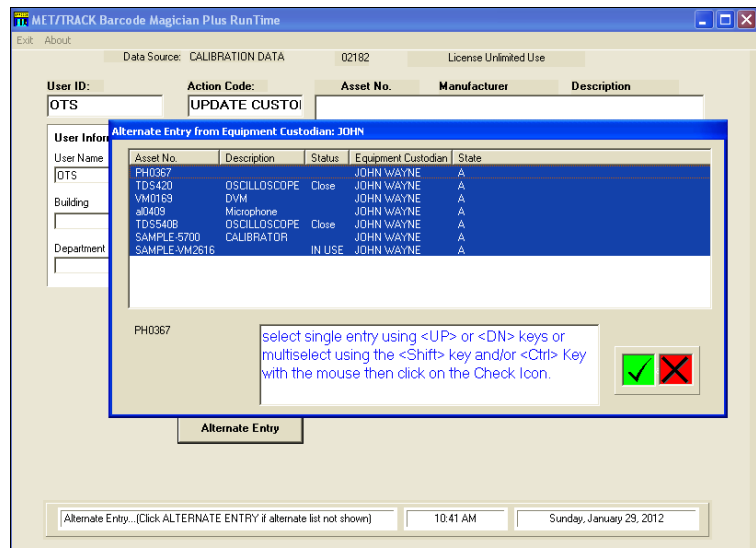 MET/TRACK Barcode Magician Plus RunTime
Exit About
Data Source: CALIBRATION DATA 02182 License Unlimited Use
User ID: Action Code: Asset No. Manufacturer Description
OTS UPDATE CUSTO
Alternate Entry from Equipment Custodian: JOHN
User Infor
User Name
OTS
Building
Department
Asset No. Description Status Equipment Custodian State
PH0367 JOHN WAYNE A
TDS420 OSCILLOSCOPE Close JOHN WAYNE A
VM0169 DVM JOHN WAYNE A
al0409 Microphone JOHN WAYNE A
TDS540B OSCILLOSCOPE Close JOHN WAYNE A
SAMPLE-5700 CALIBRATOR JOHN WAYNE A
SAMPLE-VM2616 IN USE JOHN WAYNE A
PH0367
select single entry using <UP> or <DN> keys or
multiselect using the <Shift> key and/or <Ctrl> Key
with the mouse then click on the Check Icon.
Alternate Entry
Alternate Entry...(Click ALTERNATE ENTRY if alternate list not shown) 10:41 AM Sunday, January 29, 2012